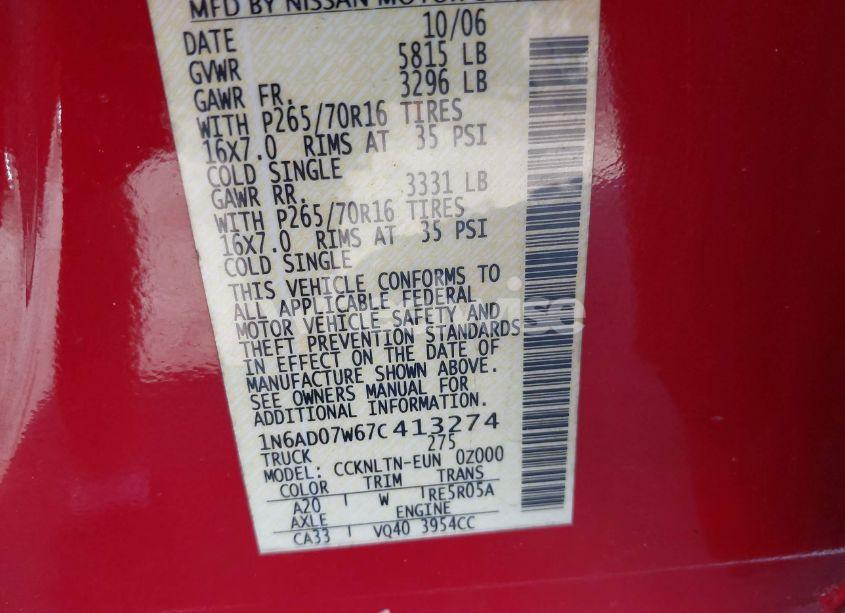 MFD BY NISSAN MOTOR
DATE 10/06
GVWR 5815 LB
GAWR FR. 3296 LB
WITH P265/70R16 TIRES
16X7.0 RIMS AT 35 PSI
COLD SINGLE
GAWR RR. 3331 LB
WITH P265/70R16 TIRES
16X7.0 RIMS AT 35 PSI
COLD SINGLE
THIS VEHICLE CONFORMS TO
ALL APPLICABLE FEDERAL
MOTOR VEHICLE SAFETY AND
THEFT PREVENTION STANDARDS
IN EFFECT ON THE DATE OF
MANUFACTURE SHOWN ABOVE.
SEE OWNERS MANUAL FOR
ADDITIONAL INFORMATION.
1N6AD07W67C413274
TRUCK 275
MODEL: CCKNLTN-EUN 0Z000
COLOR TRIM TRANS
A20 W RE5R05A
AXLE ENGINE
CA33 VQ40 3954CC